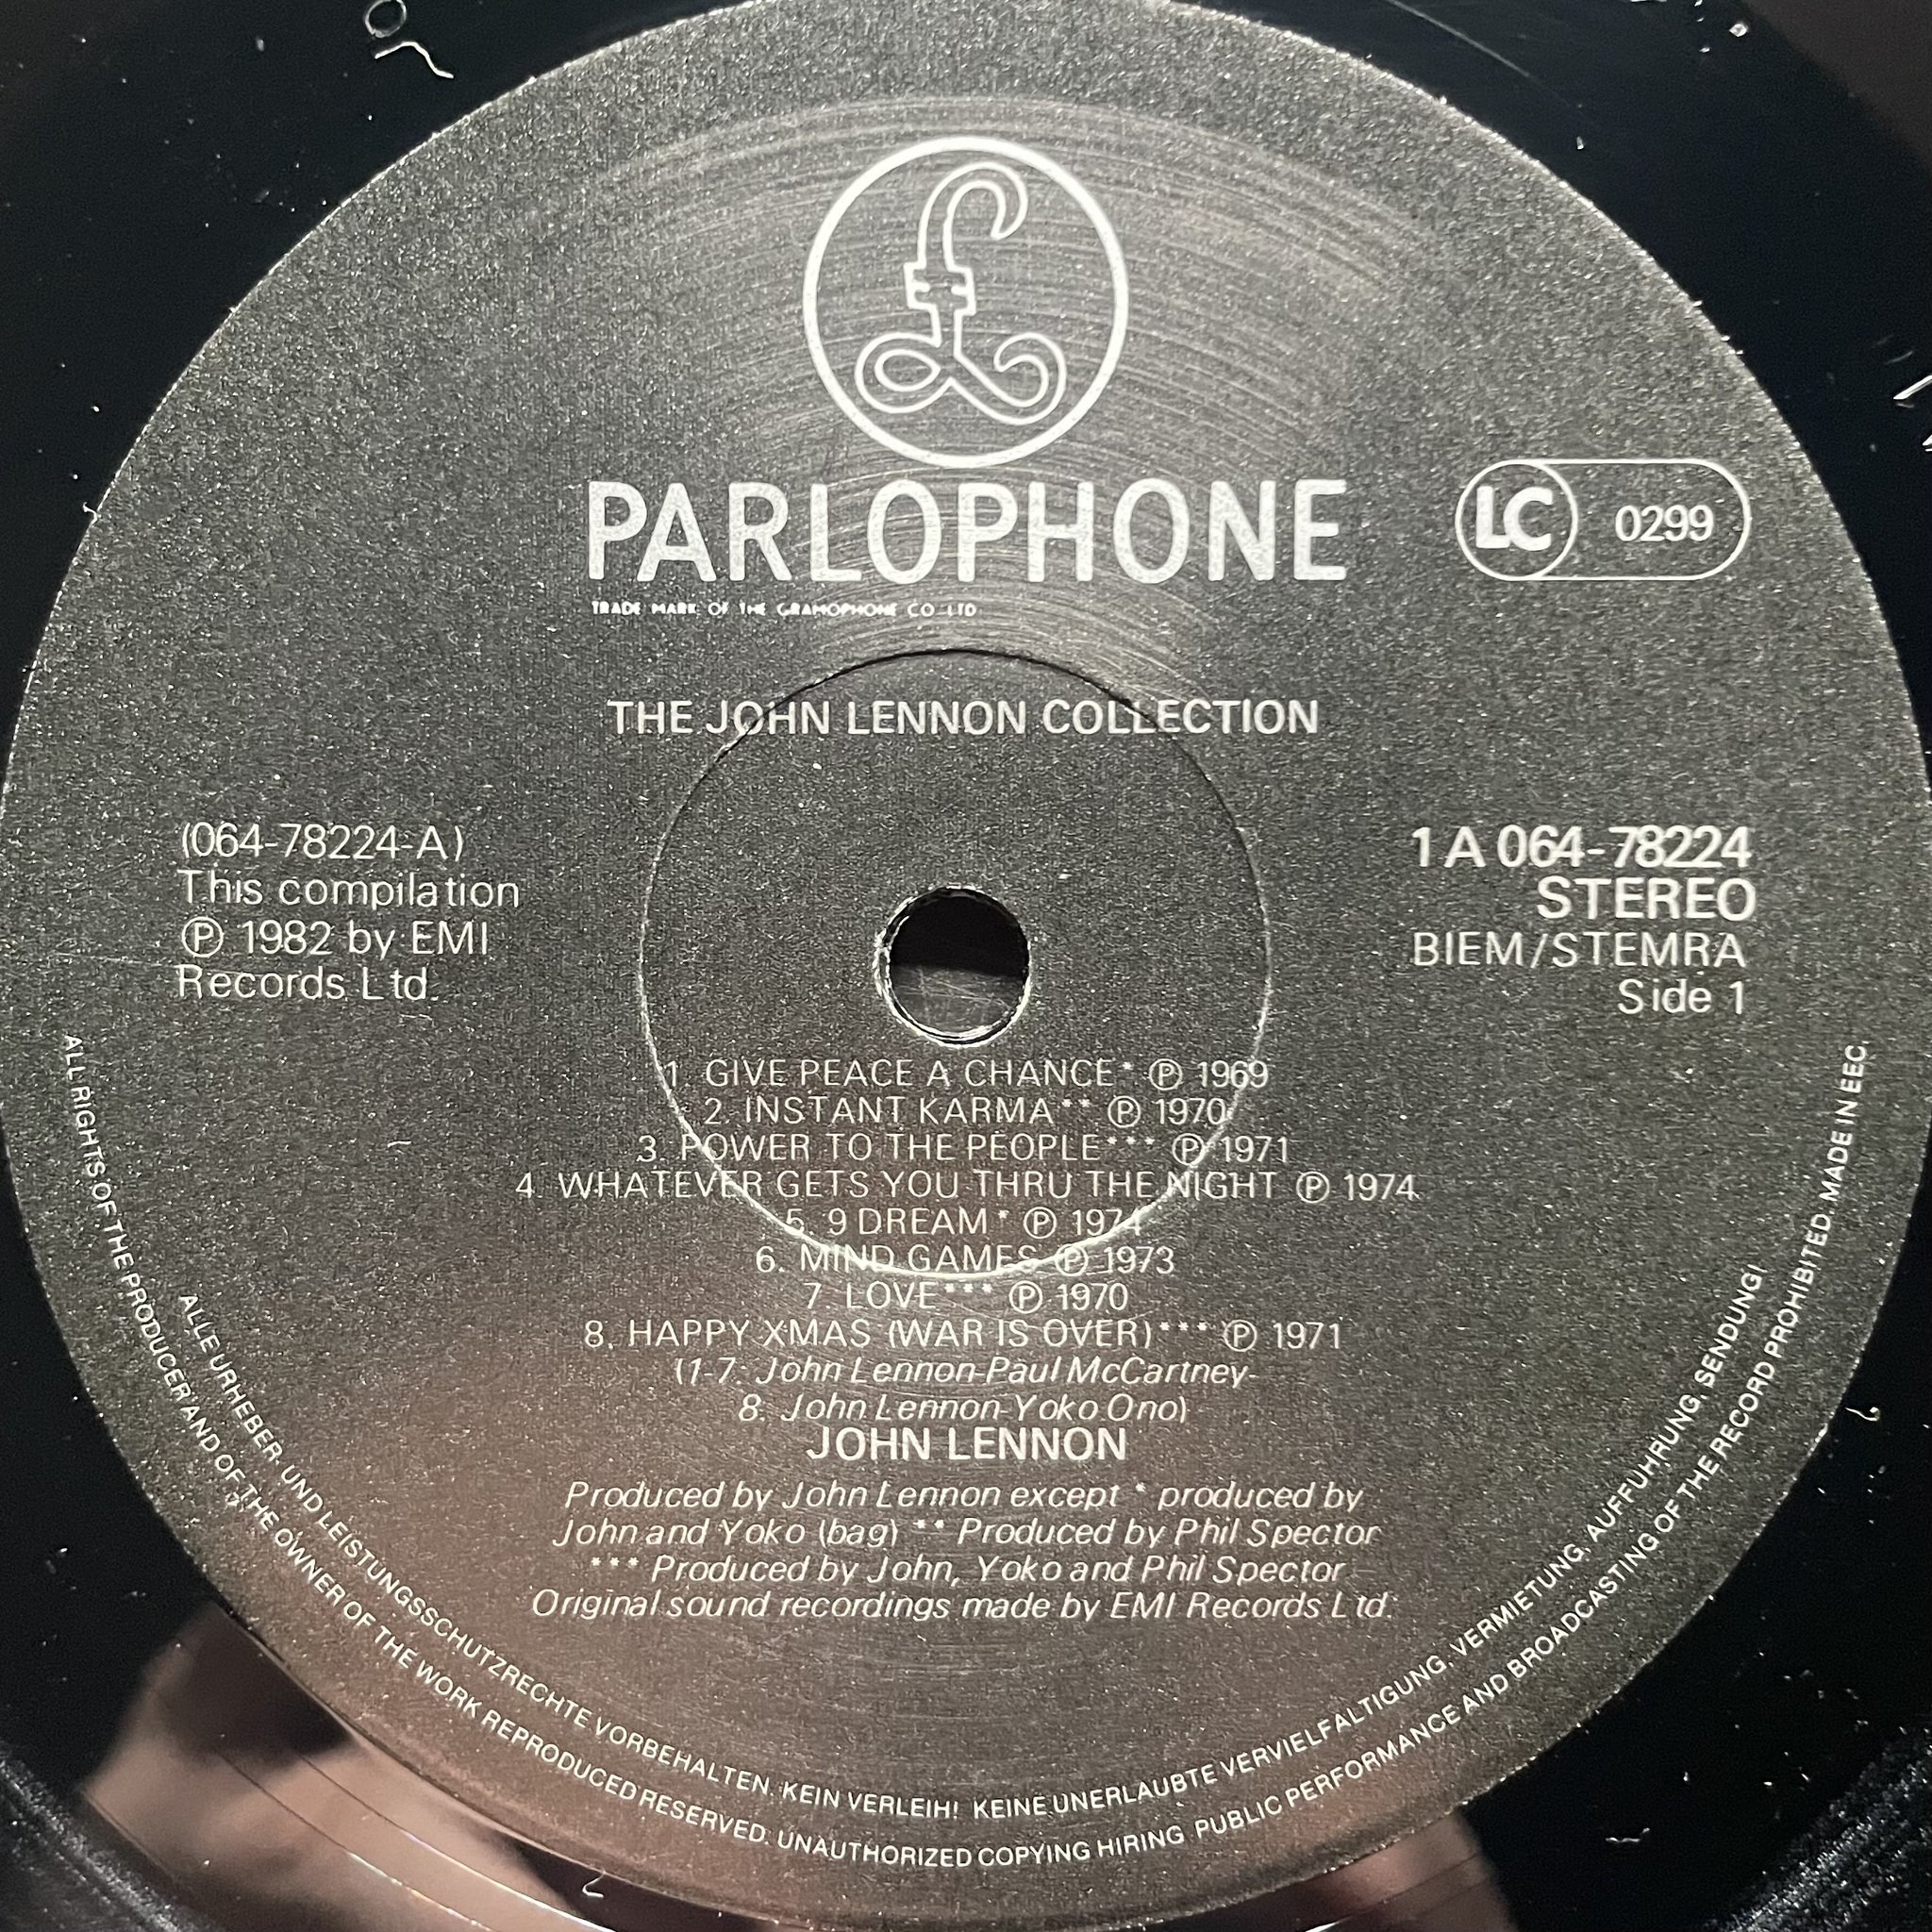 PARLOPHONE
TRADE MARK OF THE GRAMOPHONE CO LTD
LC 0299
THE JOHN LENNON COLLECTION
(064-78224-A)
This compilation
Ⓟ 1982 by EMI
Records Ltd.
1 A 064-78224
STEREO
BIEM/STEMRA
Side 1
1. GIVE PEACE A CHANCE* Ⓟ 1969
2. INSTANT KARMA** Ⓟ 1970
3. POWER TO THE PEOPLE*** Ⓟ 1971
4. WHATEVER GETS YOU THRU THE NIGHT Ⓟ 1974
5. 9 DREAM* Ⓟ 1974
6. MIND GAMES Ⓟ 1973
7. LOVE*** Ⓟ 1970
8. HAPPY XMAS (WAR IS OVER)*** Ⓟ 1971
(1-7: John Lennon-Paul McCartney-
8: John Lennon-Yoko Ono)
JOHN LENNON
Produced by John Lennon except * produced by
John and Yoko (bag) ** Produced by Phil Spector
*** Produced by John, Yoko and Phil Spector
Original sound recordings made by EMI Records Ltd.
ALLE URHEBER- UND LEISTUNGSSCHUTZRECHTE VORBEHALTEN. KEIN VERLEIH! KEINE UNERLAUBTE VERVIELFALTIGUNG, VERMIETUNG, AUFFUHRUNG, SENDUNG!
ALL RIGHTS OF THE PRODUCER AND OF THE OWNER OF THE WORK REPRODUCED RESERVED. UNAUTHORIZED COPYING HIRING PUBLIC PERFORMANCE AND BROADCASTING OF THE RECORD PROHIBITED. MADE IN EEC.